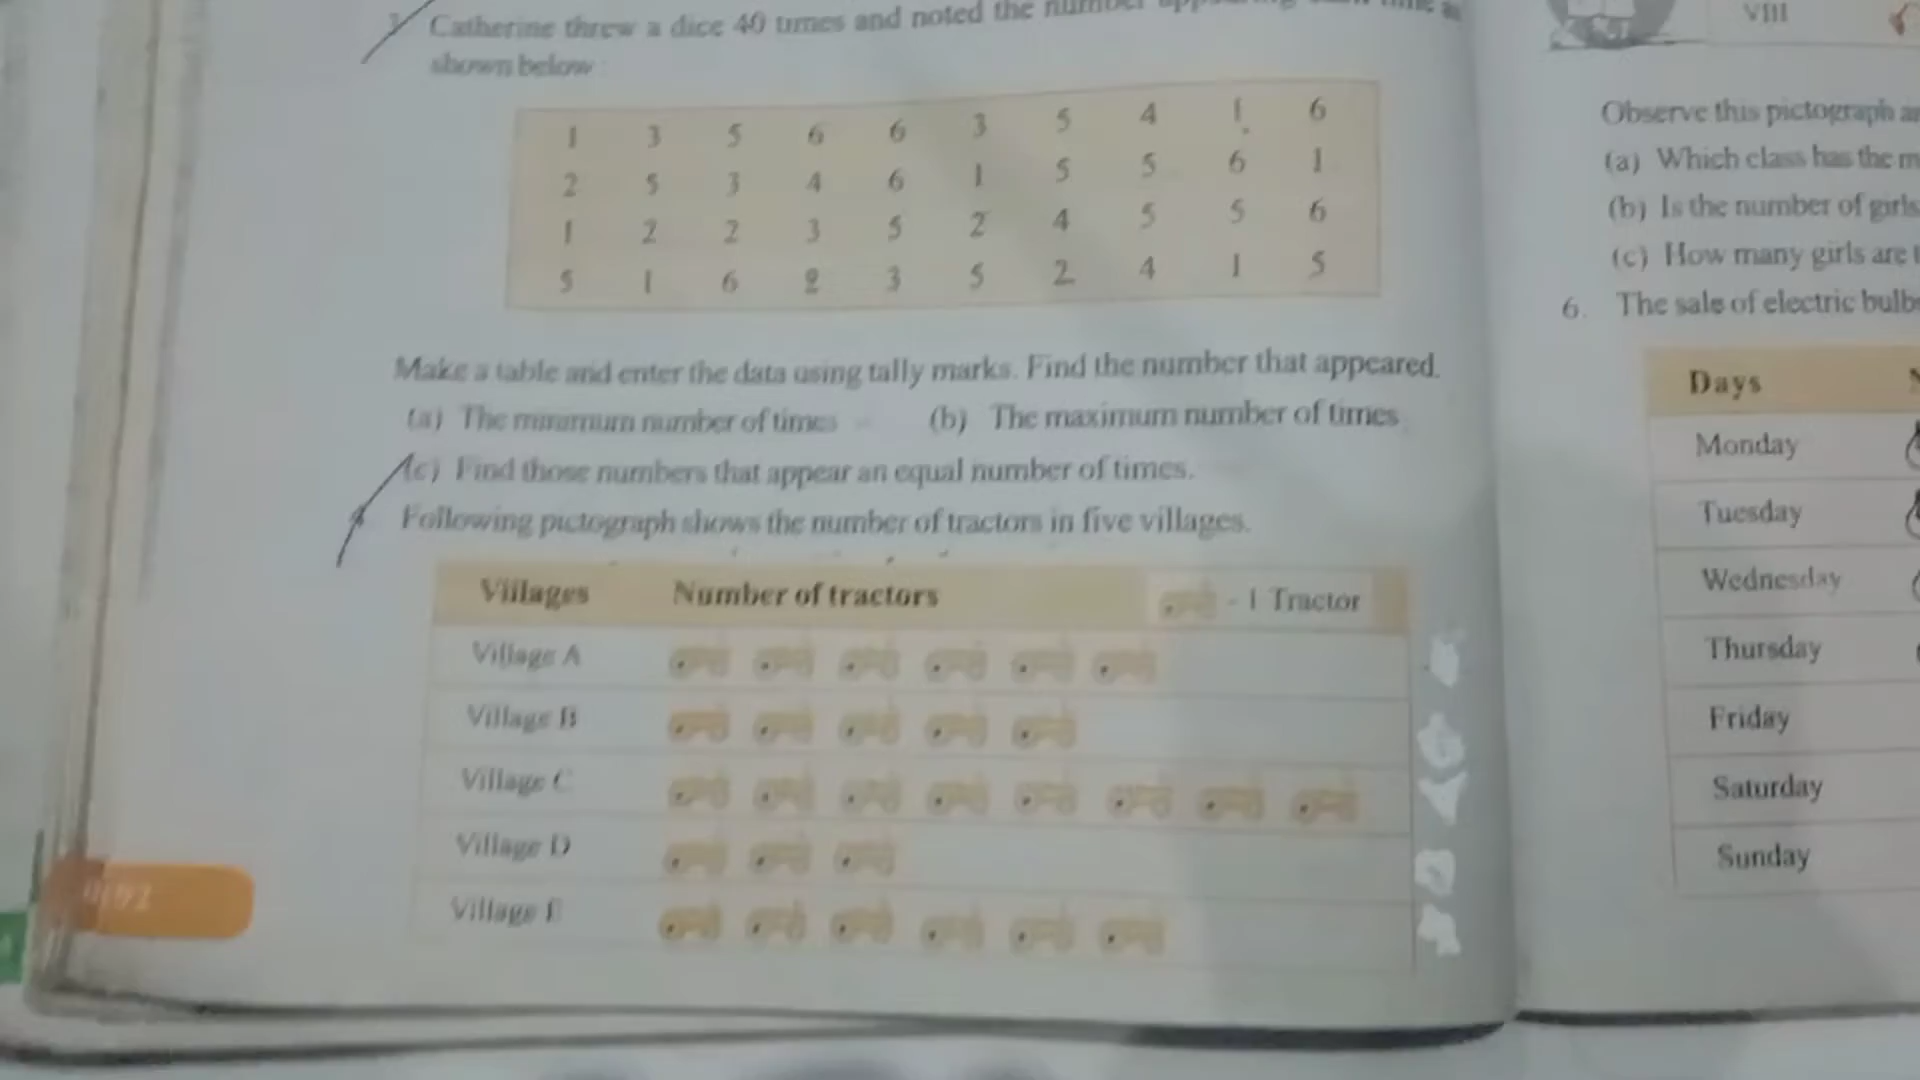 3. Catherine threw a dice 40 times and noted the number
shown below
1 3 5 6 6 3 5 4 1 6
2 5 3 4 6 1 5 5 6 1
1 2 2 3 5 2 4 5 5 6
5 1 6 2 3 5 2 4 1 5
Make a table and enter the data using tally marks. Find the number that appeared.
(a) The minimum number of times (b) The maximum number of times
(c) Find those numbers that appear an equal number of times.
4. Following pictograph shows the number of tractors in five villages.
Villages Number of tractors - 1 Tractor
Village A
Village B
Village C
Village D
Village E
VIII
Observe this pictograph
(a) Which class has the
(b) Is the number of girls
(c) How many girls are
6. The sale of electric
Days
Monday
Tuesday
Wednesday
Thursday
Friday
Saturday
Sunday